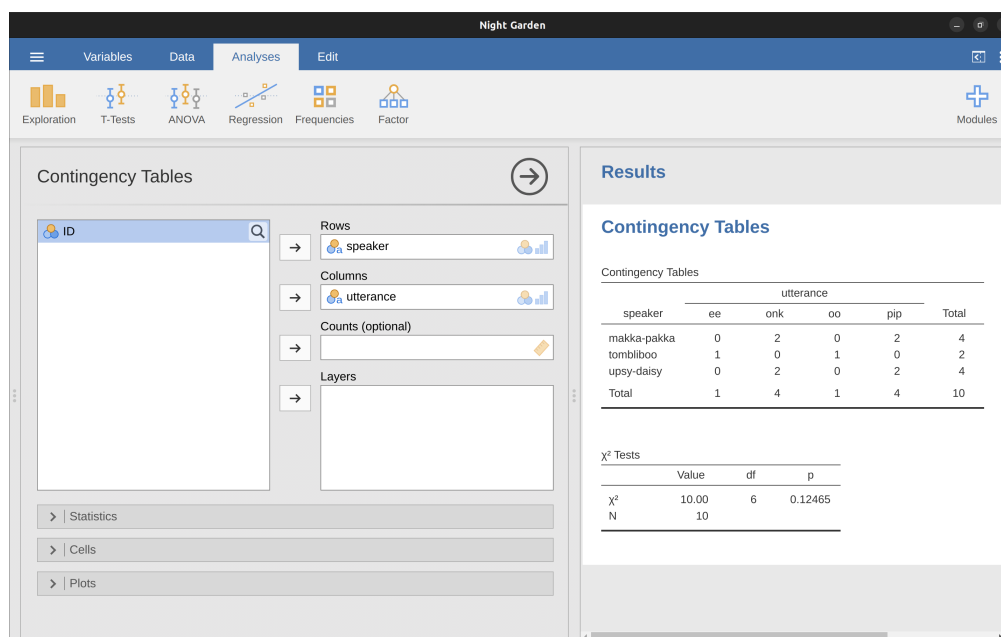 Night Garden
Variables Data Analyses Edit
Exploration T-Tests ANOVA Regression Frequencies Factor Modules
Contingency Tables
ID
Rows
speaker
Columns
utterance
Counts (optional)
Layers
Statistics
Cells
Plots
Results
Contingency Tables
Contingency Tables
utterance
speaker ee onk oo pip Total
makka-pakka 0 2 0 2 4
tombliboo 1 0 1 0 2
upsy-daisy 0 2 0 2 4
Total 1 4 1 4 10
χ² Tests
Value df p
χ² 10.00 6 0.12465
N 10